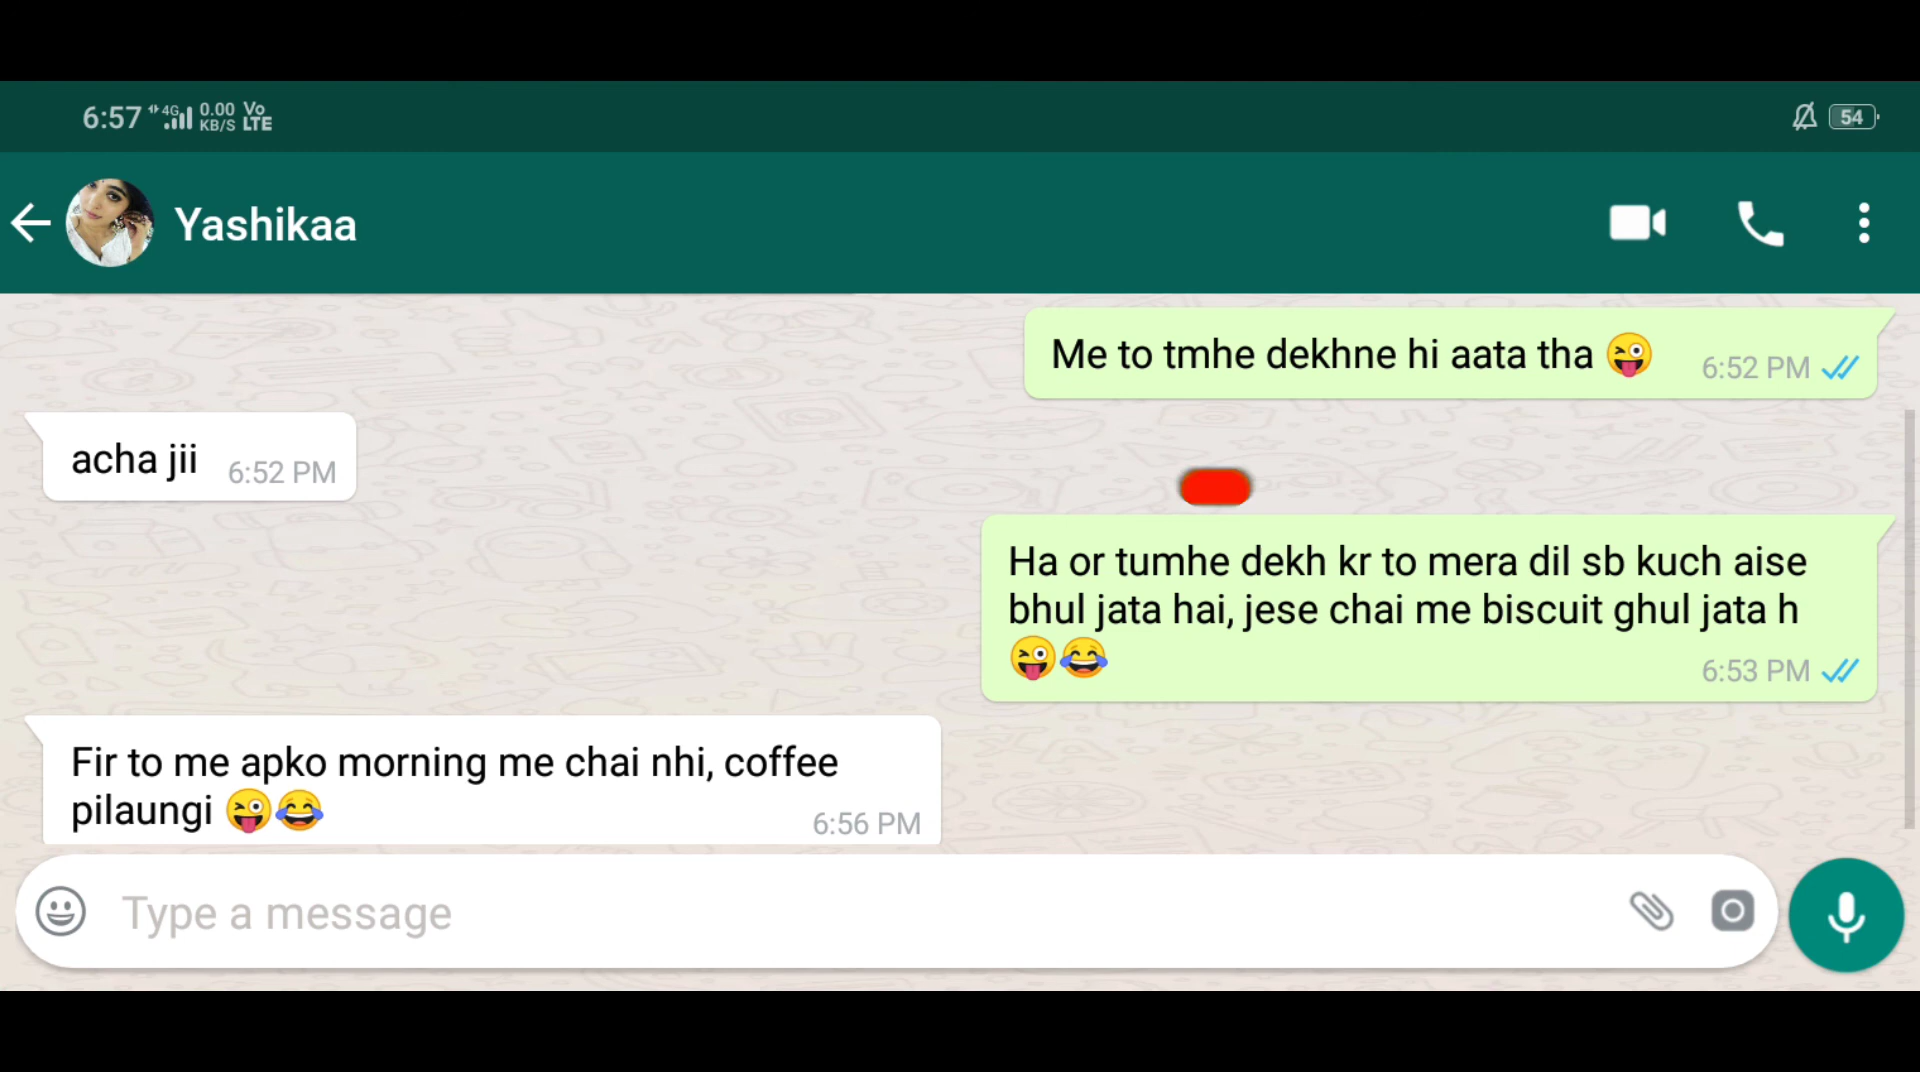 6:57 4G 0.00 KB/S Vo LTE 54
Yashikaa
Me to tmhe dekhne hi aata tha 😜 6:52 PM
acha jii 6:52 PM
Ha or tumhe dekh kr to mera dil sb kuch aise
bhul jata hai, jese chai me biscuit ghul jata h
😜😂 6:53 PM
Fir to me apko morning me chai nhi, coffee
pilaungi 😜😂 6:56 PM
Type a message